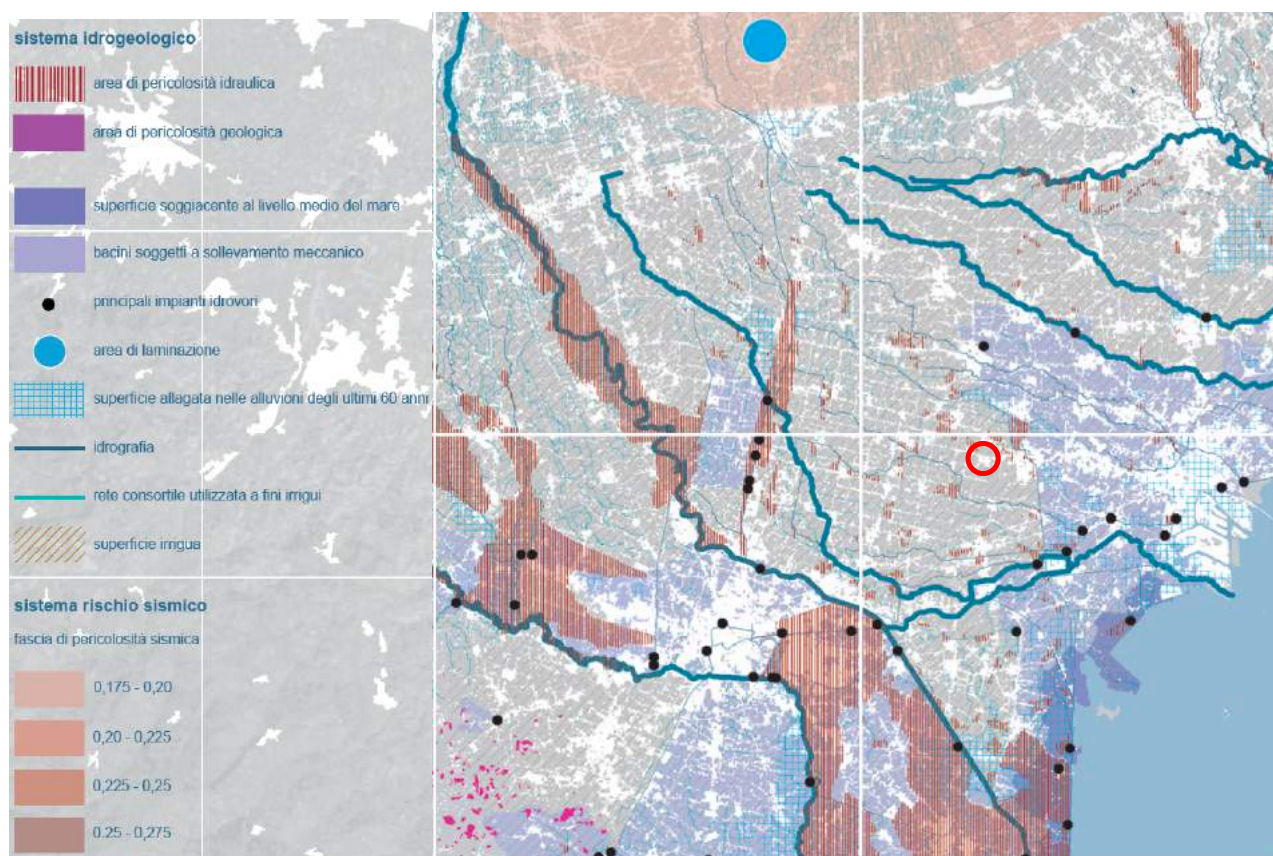 sistema idrogeologico
area di pericolosità idraulica
area di pericolosità geologica
superficie soggiacente al livello medio del mare
bacini soggetti a sollevamento meccanico
principali impianti idrovori
area di laminazione
superficie allagata nelle alluvioni degli ultimi 60 anni
idrografia
rete consortile utilizzata a fini irrigui
superficie irrigua
sistema rischio sismico
fascia di pericolosità sismica
0,175 - 0,20
0,20 - 0,225
0,225 - 0,25
0.25 - 0,275